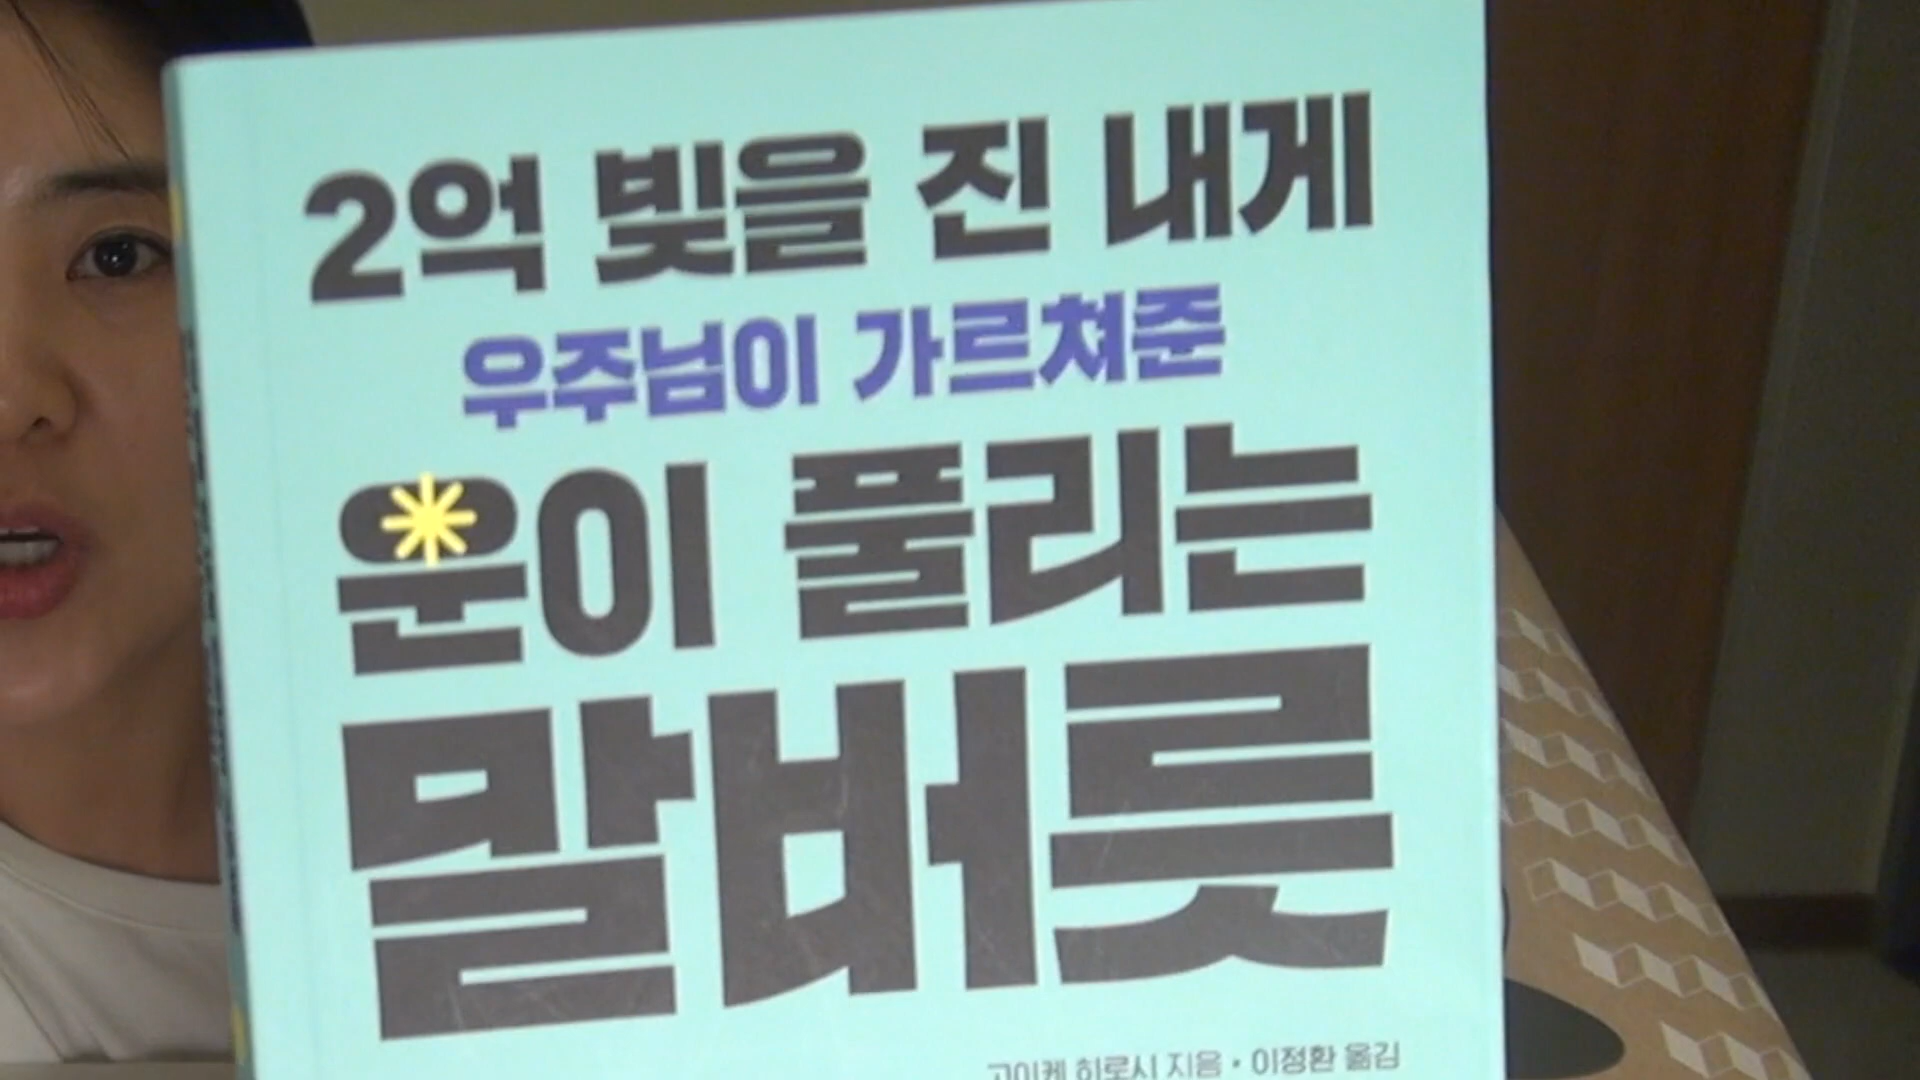 2억 빚을 진 내게
우주님이 가르쳐준
운이 풀리는
말버릇
고이케 히로시 지음 · 이정환 옮김